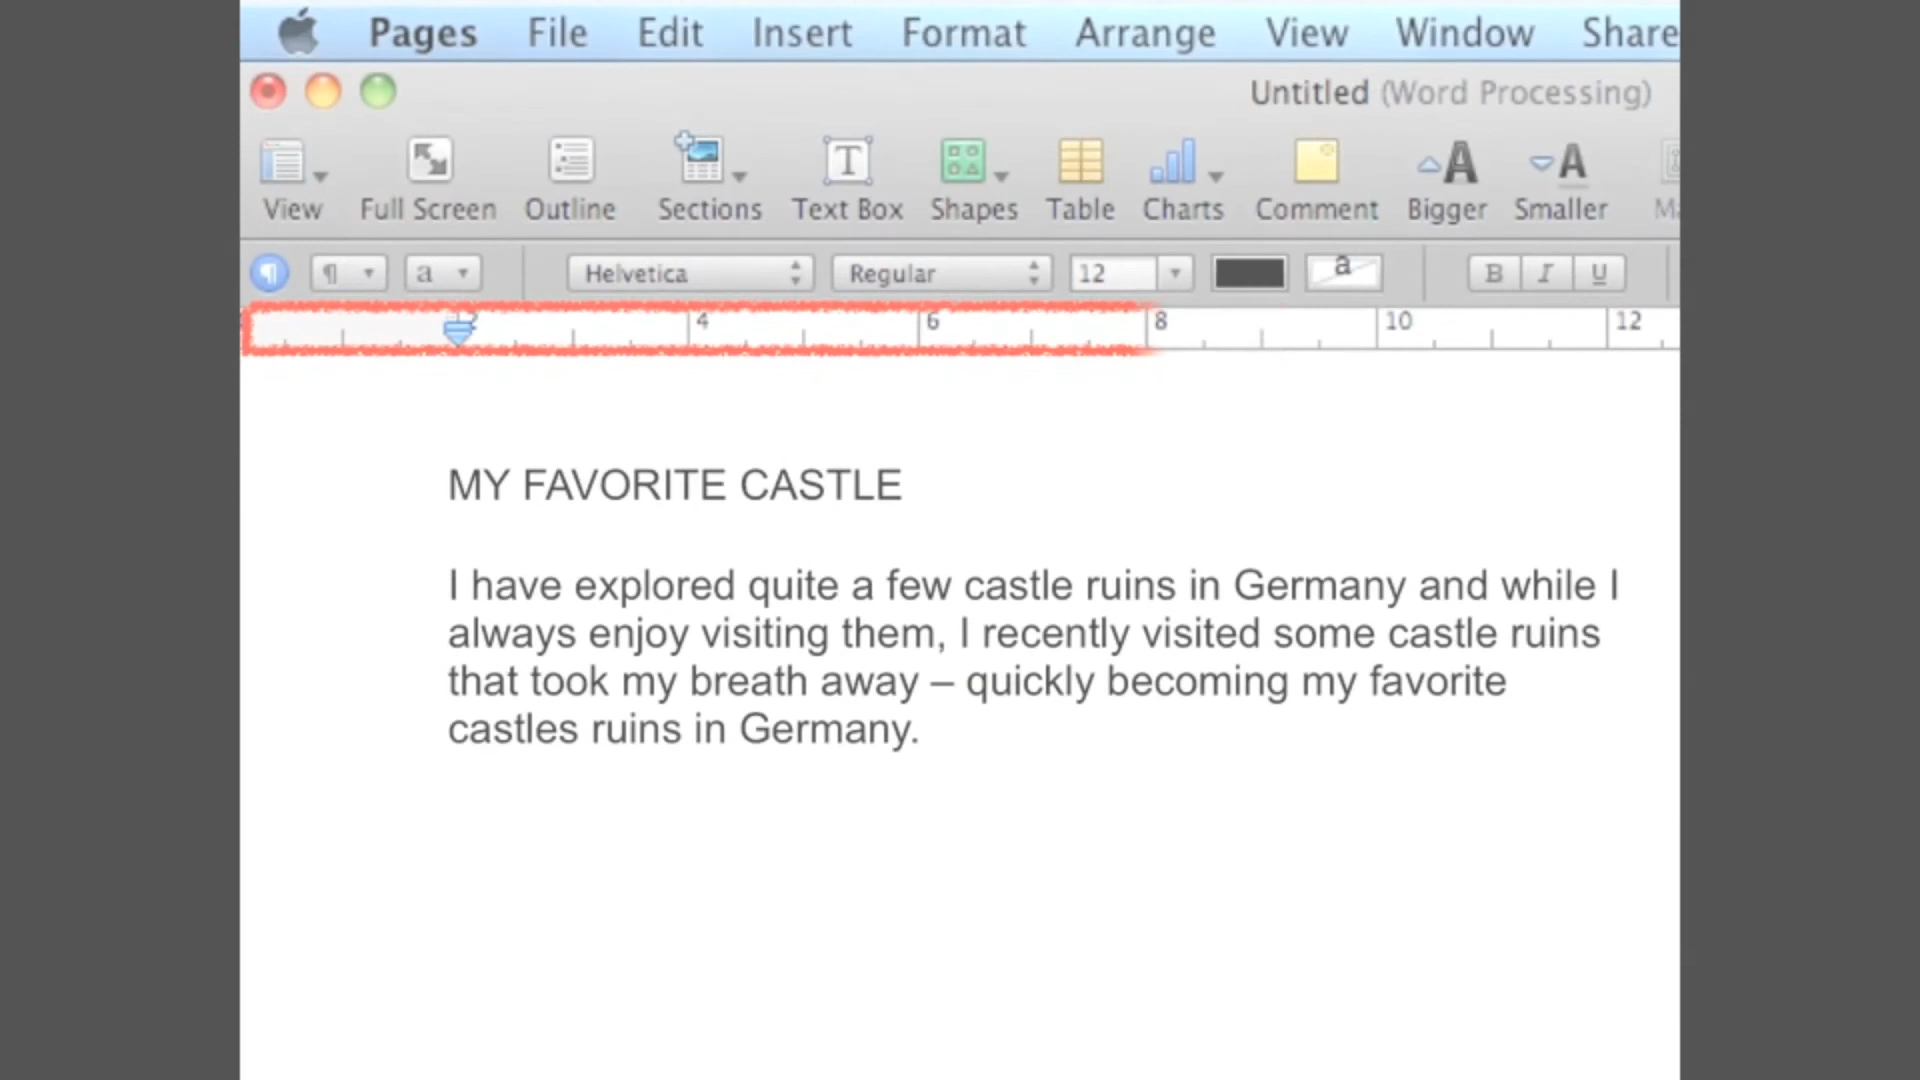 Pages File Edit Insert Format Arrange View Window Share
Untitled (Word Processing)
View Full Screen Outline Sections Text Box Shapes Table Charts Comment Bigger Smaller
¶ ¶ a Helvetica Regular 12 a B I U
2 4 6 8 10 12
MY FAVORITE CASTLE
I have explored quite a few castle ruins in Germany and while I
always enjoy visiting them, I recently visited some castle ruins
that took my breath away – quickly becoming my favorite
castles ruins in Germany.